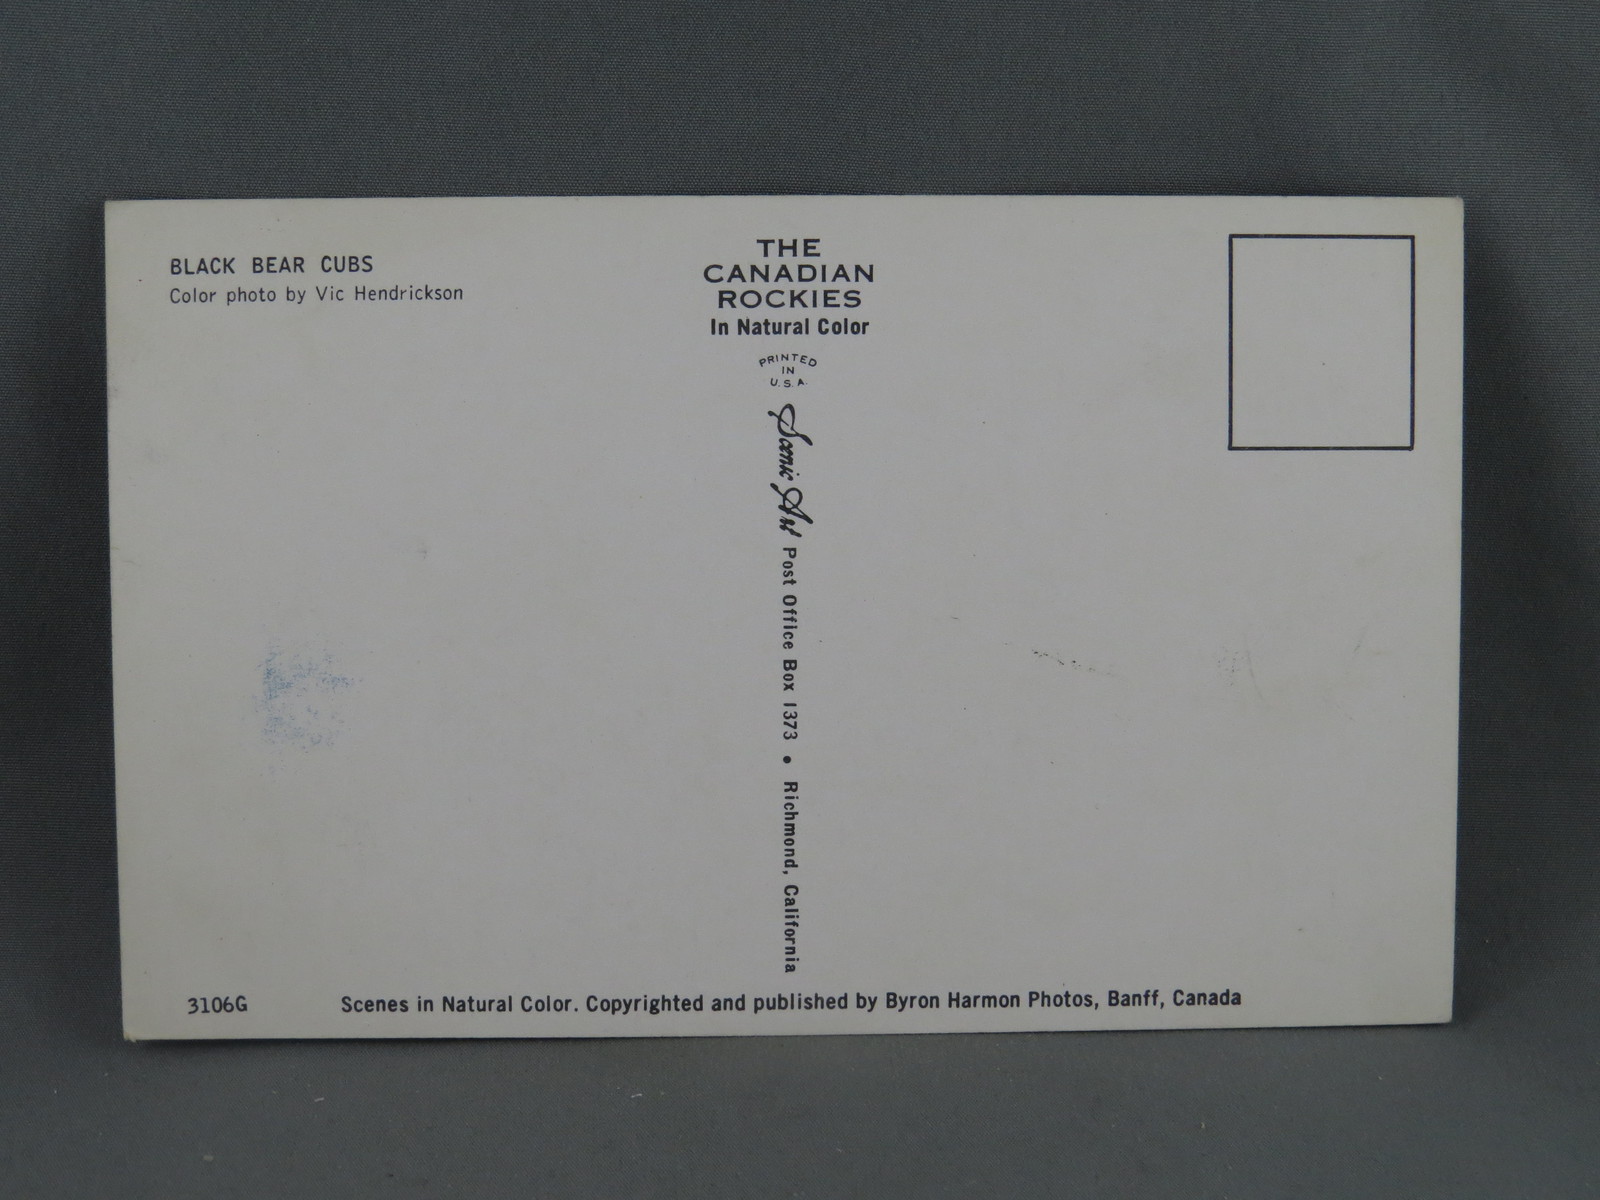 BLACK BEAR CUBS
Color photo by Vic Hendrickson
THE
CANADIAN
ROCKIES
In Natural Color
PRINTED
IN
U.S.A.
Scenic Art Post Office Box 1373 • Richmond, California
3106G
Scenes in Natural Color. Copyrighted and published by Byron Harmon Photos, Banff, Canada